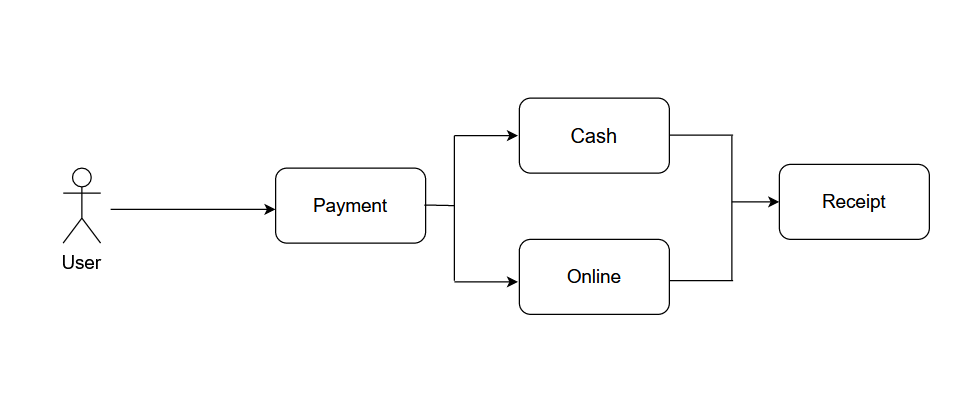 User
Payment
Cash
Online
Receipt